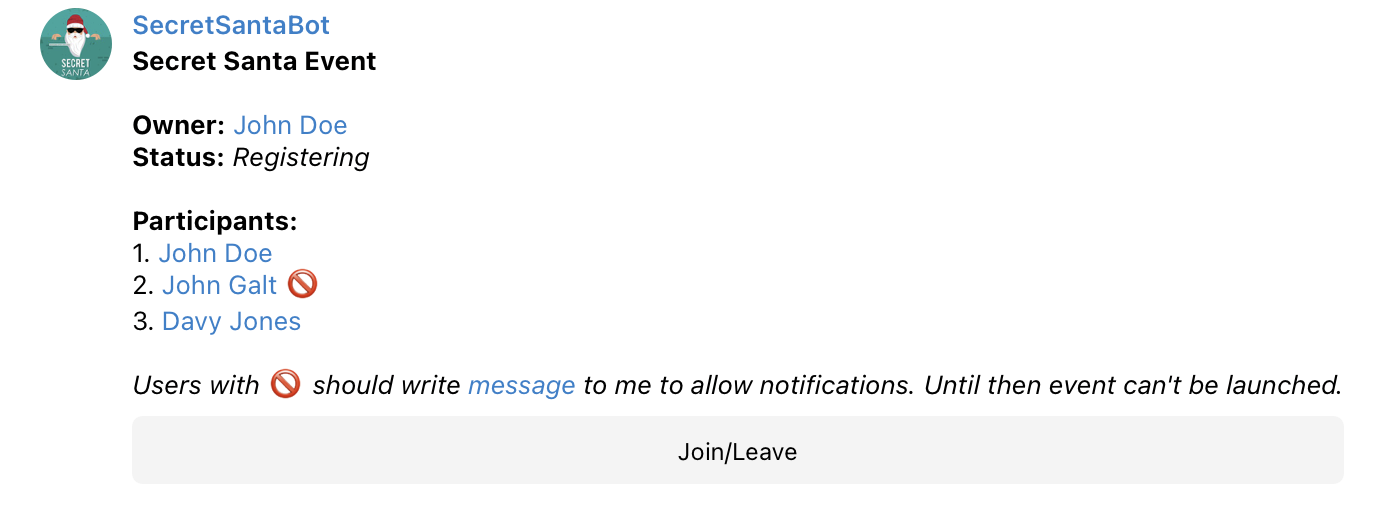 SecretSantaBot
Secret Santa Event
Owner: John Doe
Status: Registering
Participants:
1. John Doe
2. John Galt 🚫
3. Davy Jones
Users with 🚫 should write message to me to allow notifications. Until then event can't be launched.
Join/Leave
SECRET
SANTA